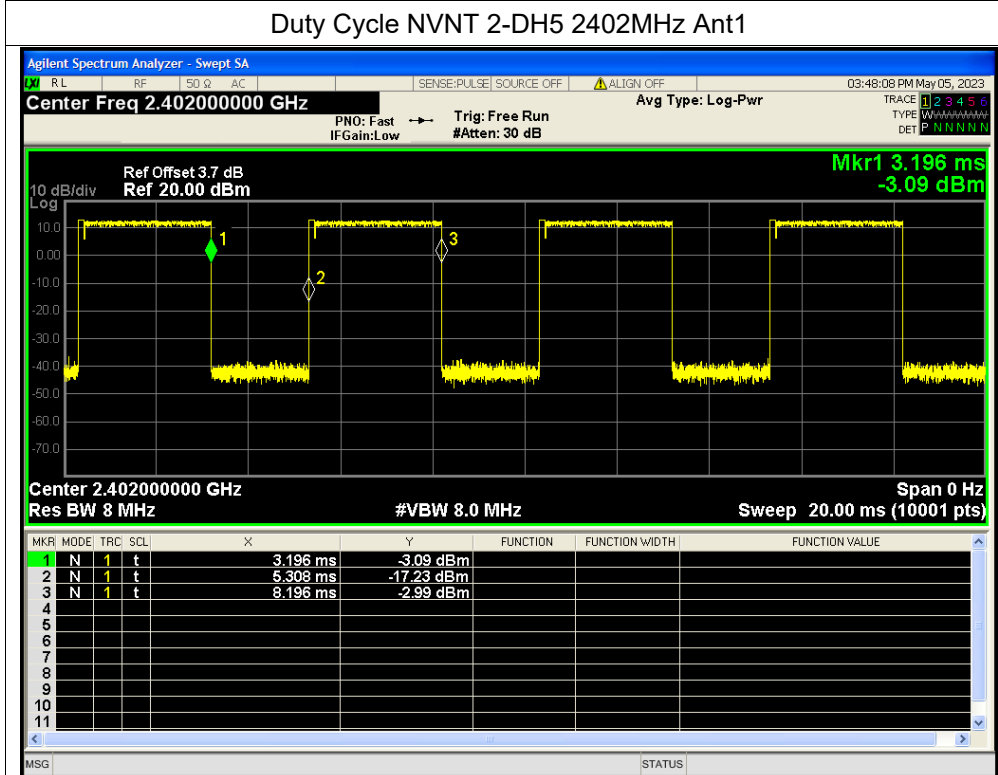 Duty Cycle NVNT 2-DH5 2402MHz Ant1
Agilent Spectrum Analyzer - Swept SA
LXI RL RF 50 Ω AC SENSE:PULSE SOURCE OFF ALIGN OFF 03:48:08 PM May 05, 2023
Center Freq 2.402000000 GHz Avg Type: Log-Pwr TRACE 1 2 3 4 5 6
PNO: Fast Trig: Free Run TYPE W
IFGain:Low #Atten: 30 dB DET P N N N N N
Mkr1 3.196 ms
Ref Offset 3.7 dB -3.09 dBm
10 dB/div Ref 20.00 dBm
Log
10.0
0.00
-10.0
-20.0
-30.0
-40.0
-50.0
-60.0
-70.0
1
2
3
Center 2.402000000 GHz Span 0 Hz
Res BW 8 MHz #VBW 8.0 MHz Sweep 20.00 ms (10001 pts)
MKR MODE TRC SCL X Y FUNCTION FUNCTION WIDTH FUNCTION VALUE
1 N 1 t 3.196 ms -3.09 dBm
2 N 1 t 5.308 ms -17.23 dBm
3 N 1 t 8.196 ms -2.99 dBm
4
5
6
7
8
9
10
11
MSG STATUS